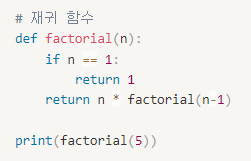 # 재귀 함수
def factorial(n):
    if n == 1:
        return 1
    return n * factorial(n-1)

print(factorial(5))